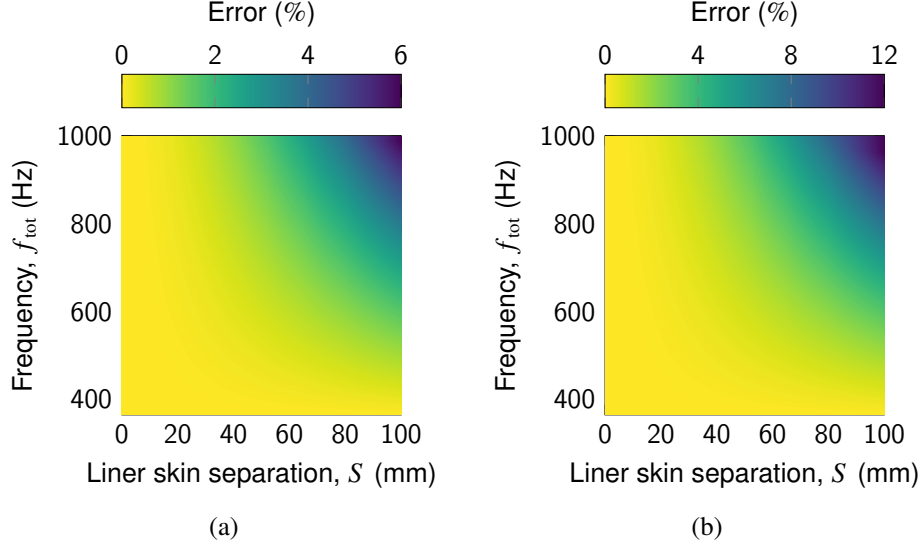 Error (%)
0 2 4 6
1000
800
600
400
Frequency, f_tot (Hz)
0 20 40 60 80 100
Liner skin separation, S (mm)
(a)
Error (%)
0 4 8 12
1000
800
600
400
Frequency, f_tot (Hz)
0 20 40 60 80 100
Liner skin separation, S (mm)
(b)